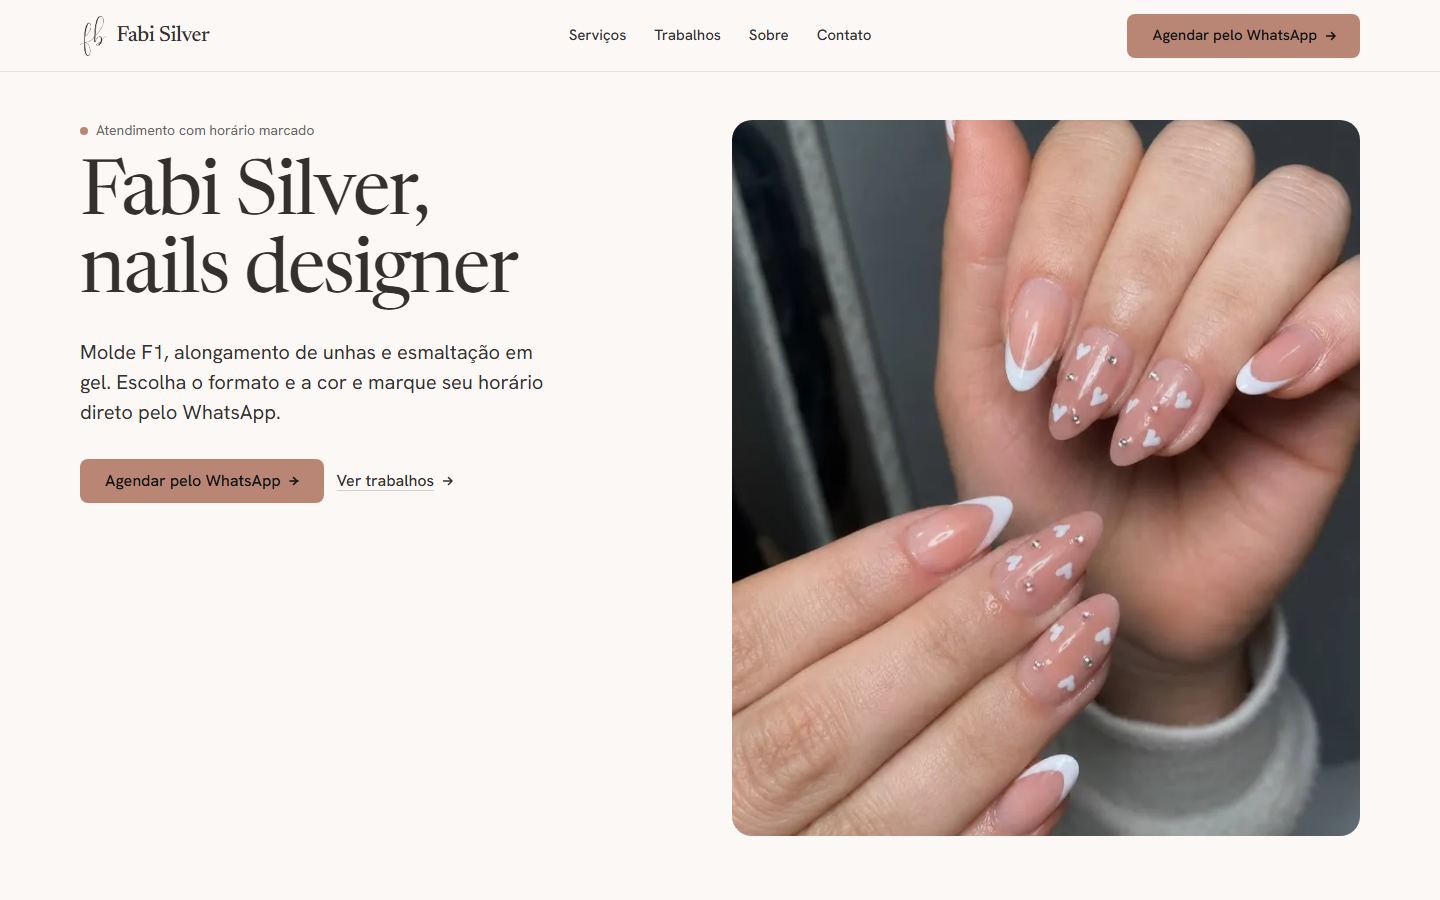 fb Fabi Silver
Serviços Trabalhos Sobre Contato
Agendar pelo WhatsApp →
Atendimento com horário marcado
Fabi Silver,
nails designer
Molde F1, alongamento de unhas e esmaltação em
gel. Escolha o formato e a cor e marque seu horário
direto pelo WhatsApp.
Agendar pelo WhatsApp → Ver trabalhos →